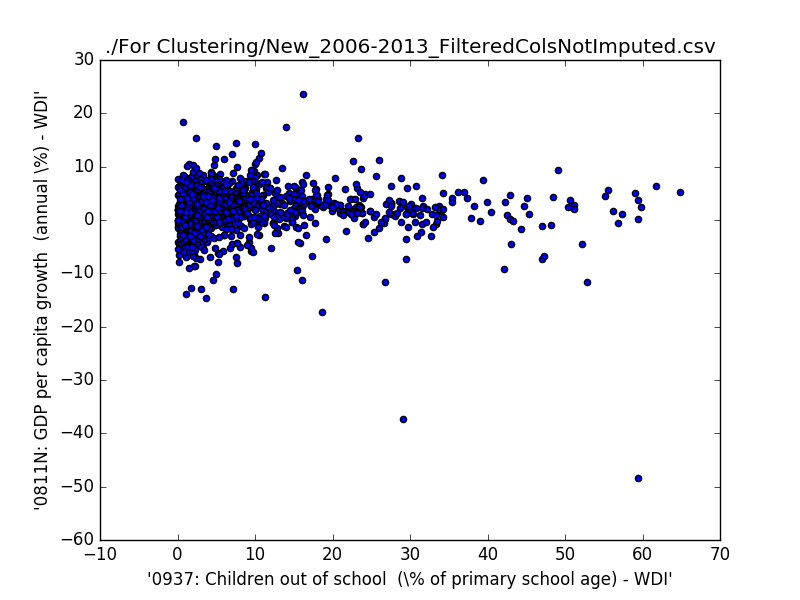 ./For Clustering/New_2006-2013_FilteredColsNotImputed.csv
30
20
10
0
−10
−20
−30
−40
−50
−60
'0811N: GDP per capita growth  (annual \%) - WDI'
−10 0 10 20 30 40 50 60 70
'0937: Children out of school  (\% of primary school age) - WDI'